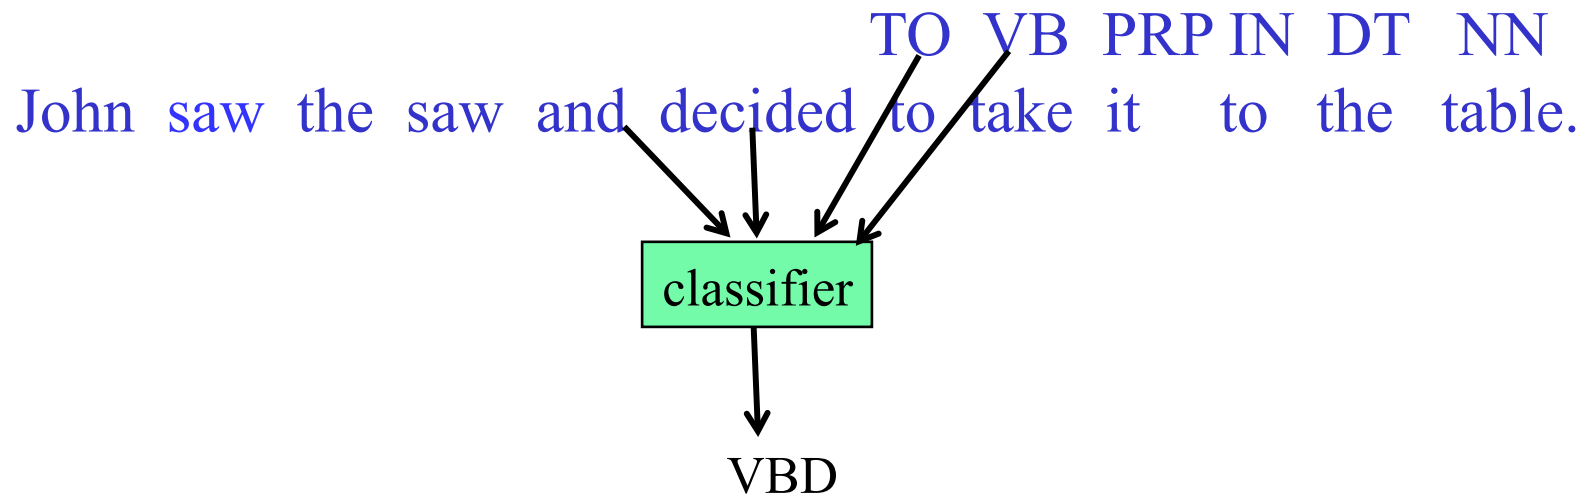 TO VB PRP IN DT NN
John saw the saw and decided to take it to the table.
classifier
VBD